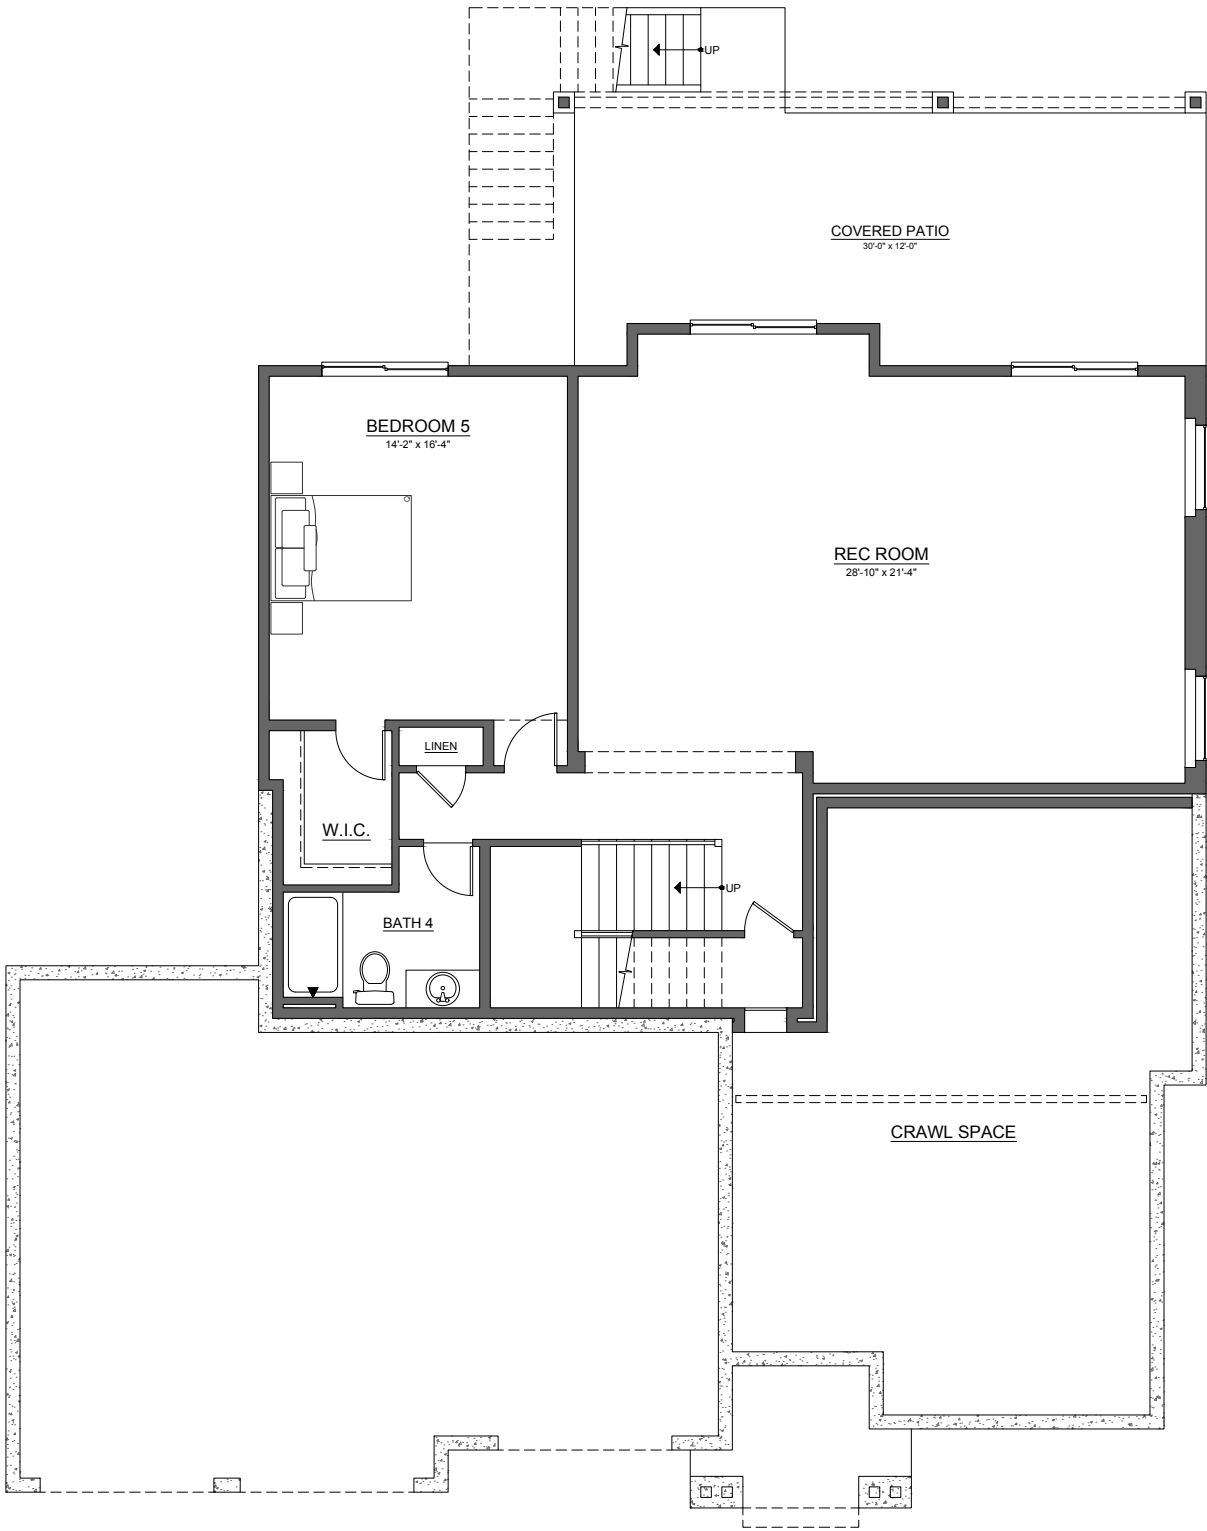 UP
COVERED PATIO
30'-0" x 12'-0"
BEDROOM 5
14'-2" x 16'-4"
REC ROOM
28'-10" x 21'-4"
LINEN
W.I.C.
UP
BATH 4
CRAWL SPACE